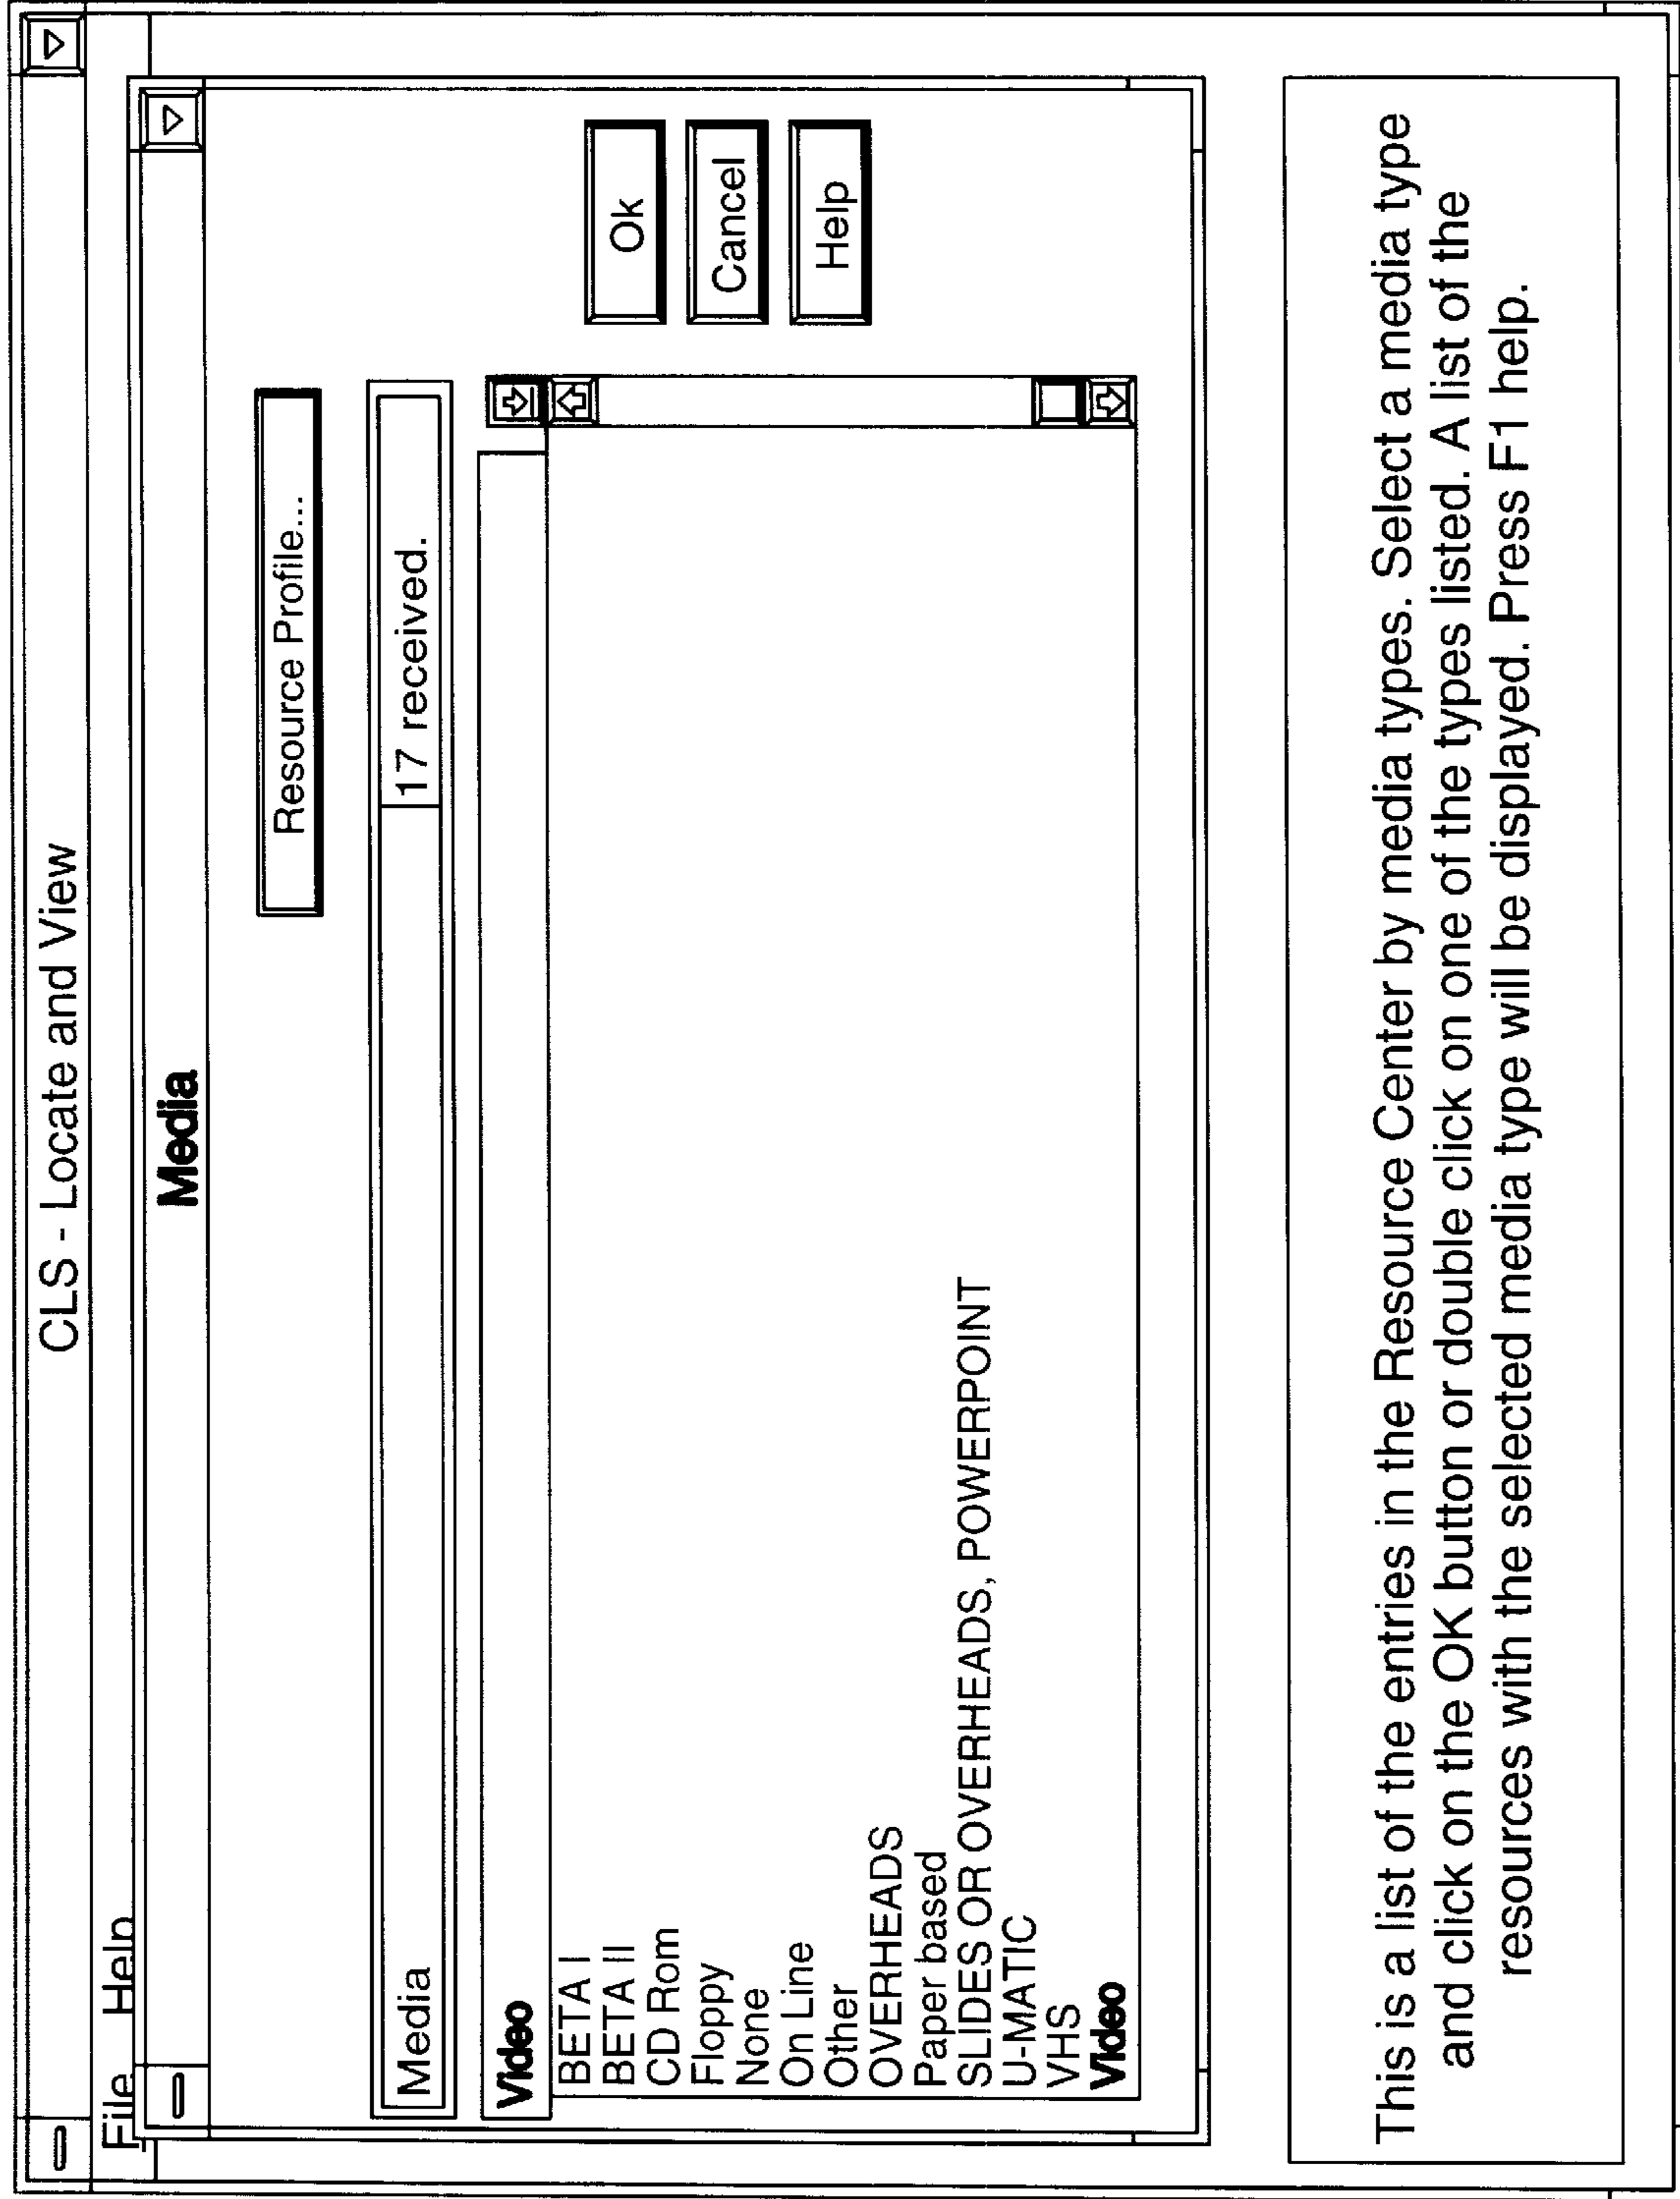 CLS - Locate and View
File Help
Media
Resource Profile...
Media 17 received.
Video
BETA I
BETA II
CD Rom
Floppy
None
On Line
Other
OVERHEADS
Paper based
SLIDES OR OVERHEADS, POWERPOINT
U-MATIC
VHS
Video
Ok
Cancel
Help
This is a list of the entries in the Resource Center by media types. Select a media type
and click on the OK button or double click on one of the types listed. A list of the
resources with the selected media type will be displayed. Press F1 help.